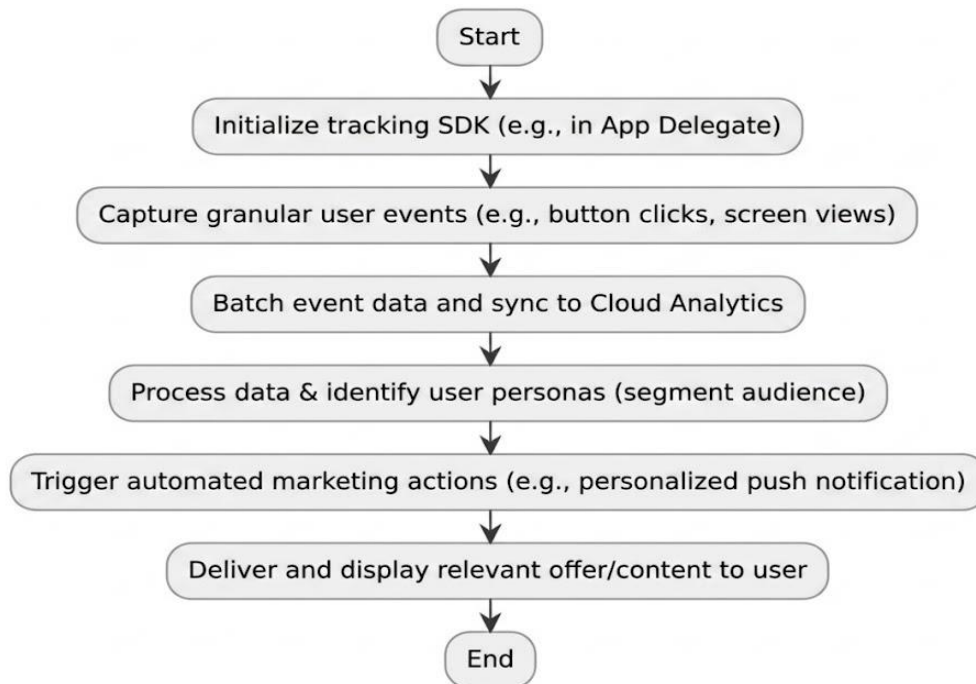 Start
Initialize tracking SDK (e.g., in App Delegate)
Capture granular user events (e.g., button clicks, screen views)
Batch event data and sync to Cloud Analytics
Process data & identify user personas (segment audience)
Trigger automated marketing actions (e.g., personalized push notification)
Deliver and display relevant offer/content to user
End